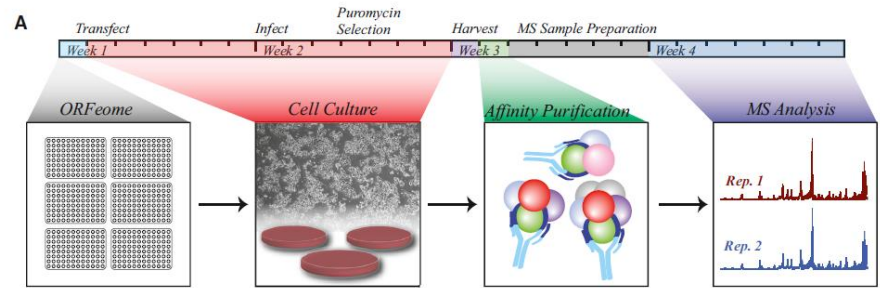 A
Transfect
Infect
Puromycin
Selection
Harvest
MS Sample Preparation
Week 1
Week 2
Week 3
Week 4
ORFeome
Cell Culture
Affinity Purification
MS Analysis
Rep. 1
Rep. 2